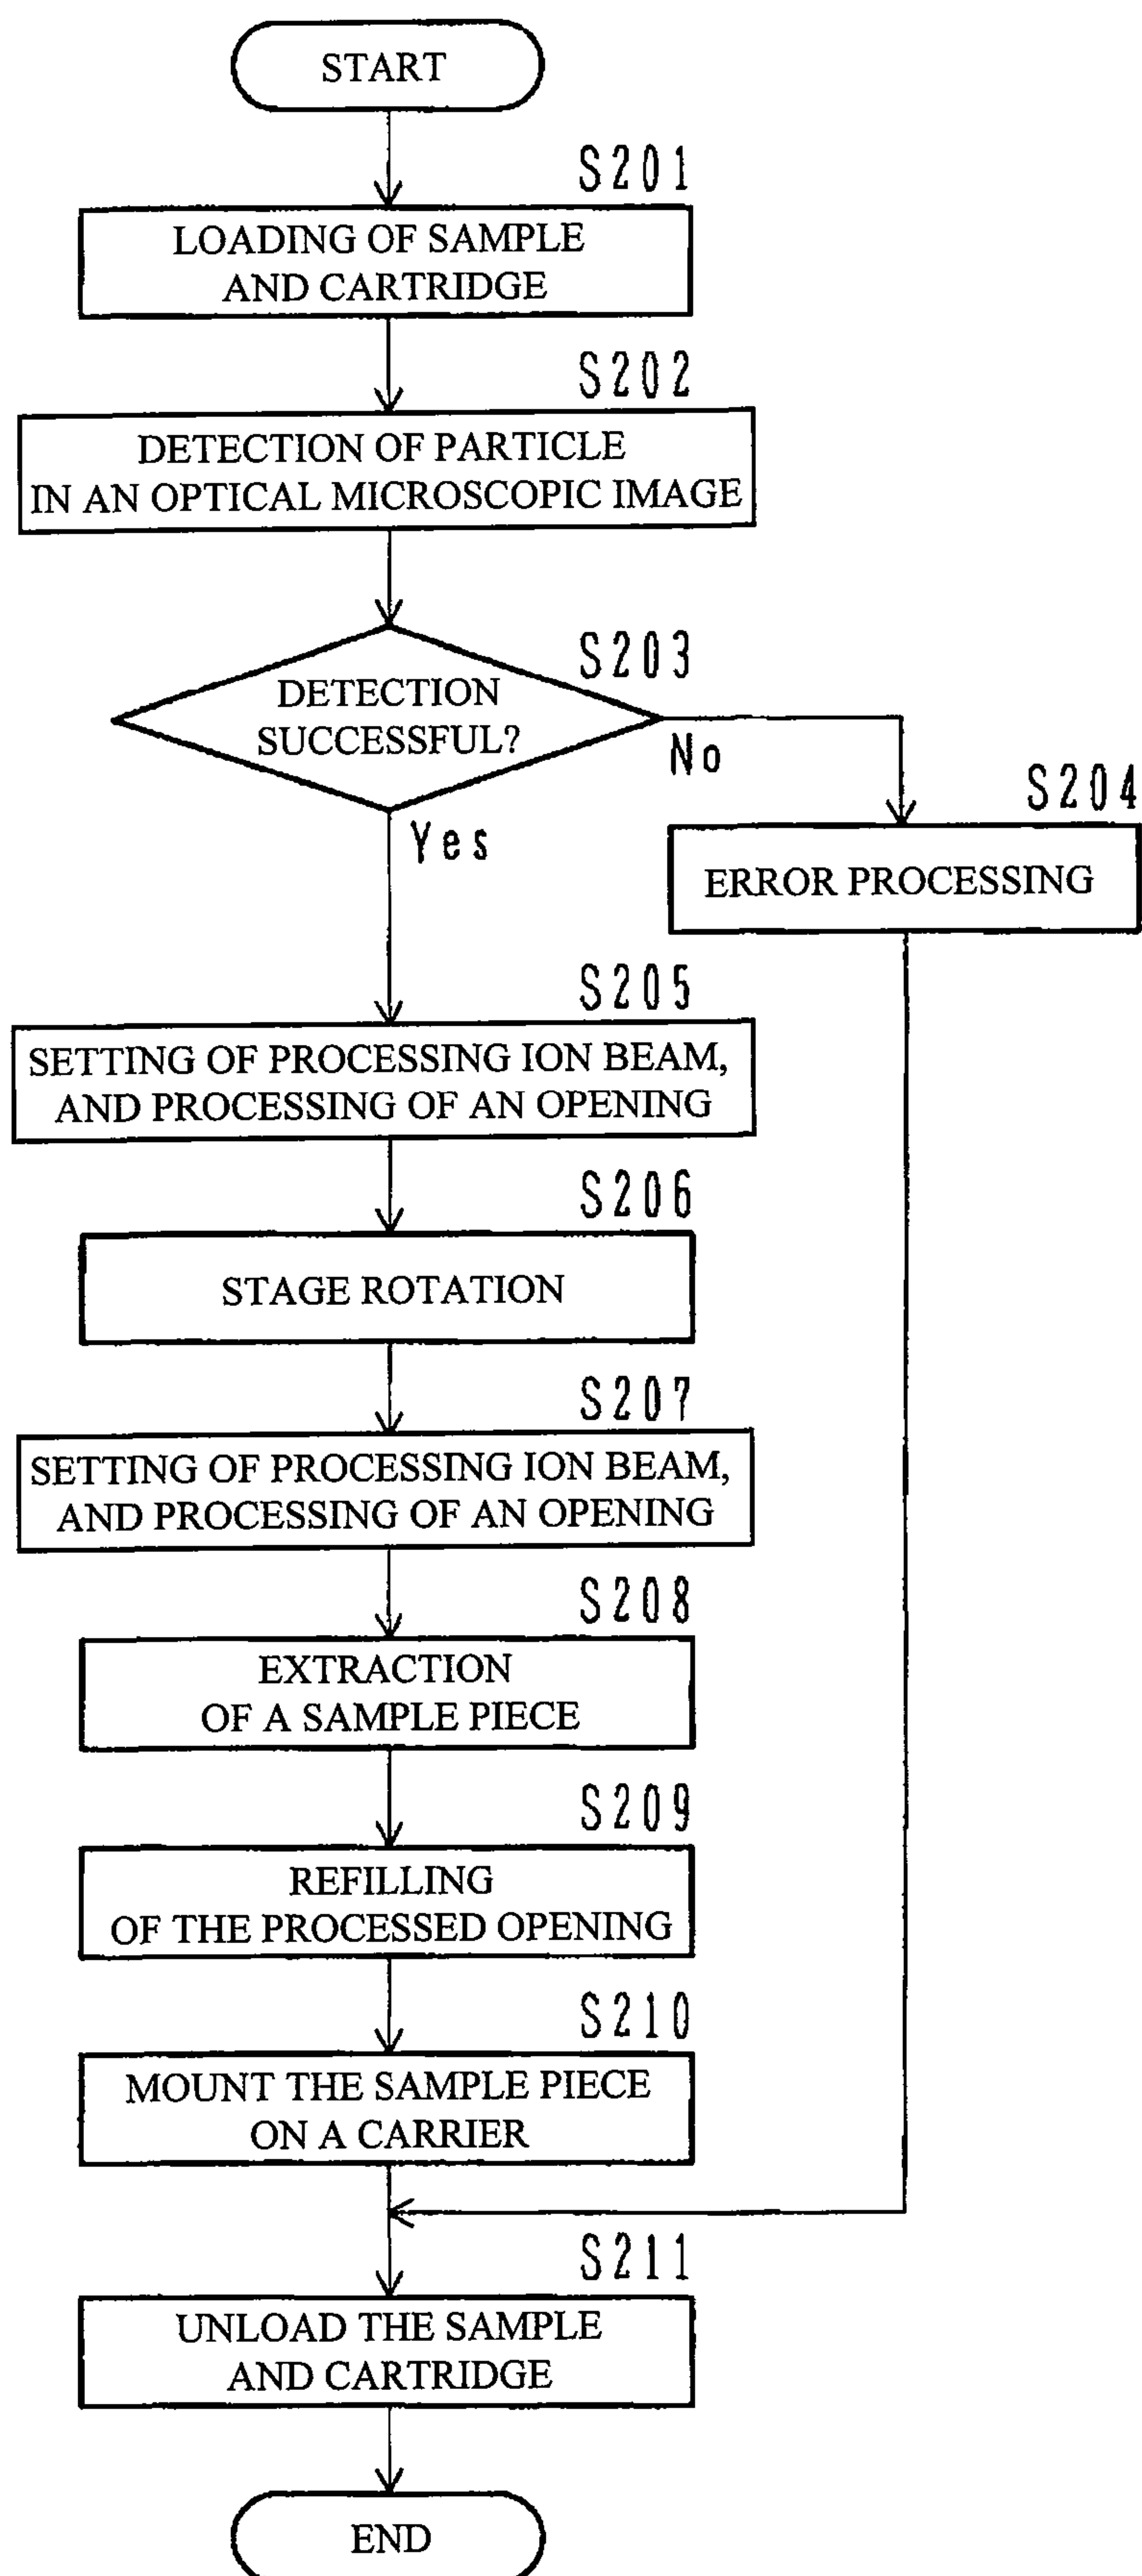 START
S201
LOADING OF SAMPLE
AND CARTRIDGE
S202
DETECTION OF PARTICLE
IN AN OPTICAL MICROSCOPIC IMAGE
S203
DETECTION
SUCCESSFUL?
No
Yes
S204
ERROR PROCESSING
S205
SETTING OF PROCESSING ION BEAM,
AND PROCESSING OF AN OPENING
S206
STAGE ROTATION
S207
SETTING OF PROCESSING ION BEAM,
AND PROCESSING OF AN OPENING
S208
EXTRACTION
OF A SAMPLE PIECE
S209
REFILLING
OF THE PROCESSED OPENING
S210
MOUNT THE SAMPLE PIECE
ON A CARRIER
S211
UNLOAD THE SAMPLE
AND CARTRIDGE
END